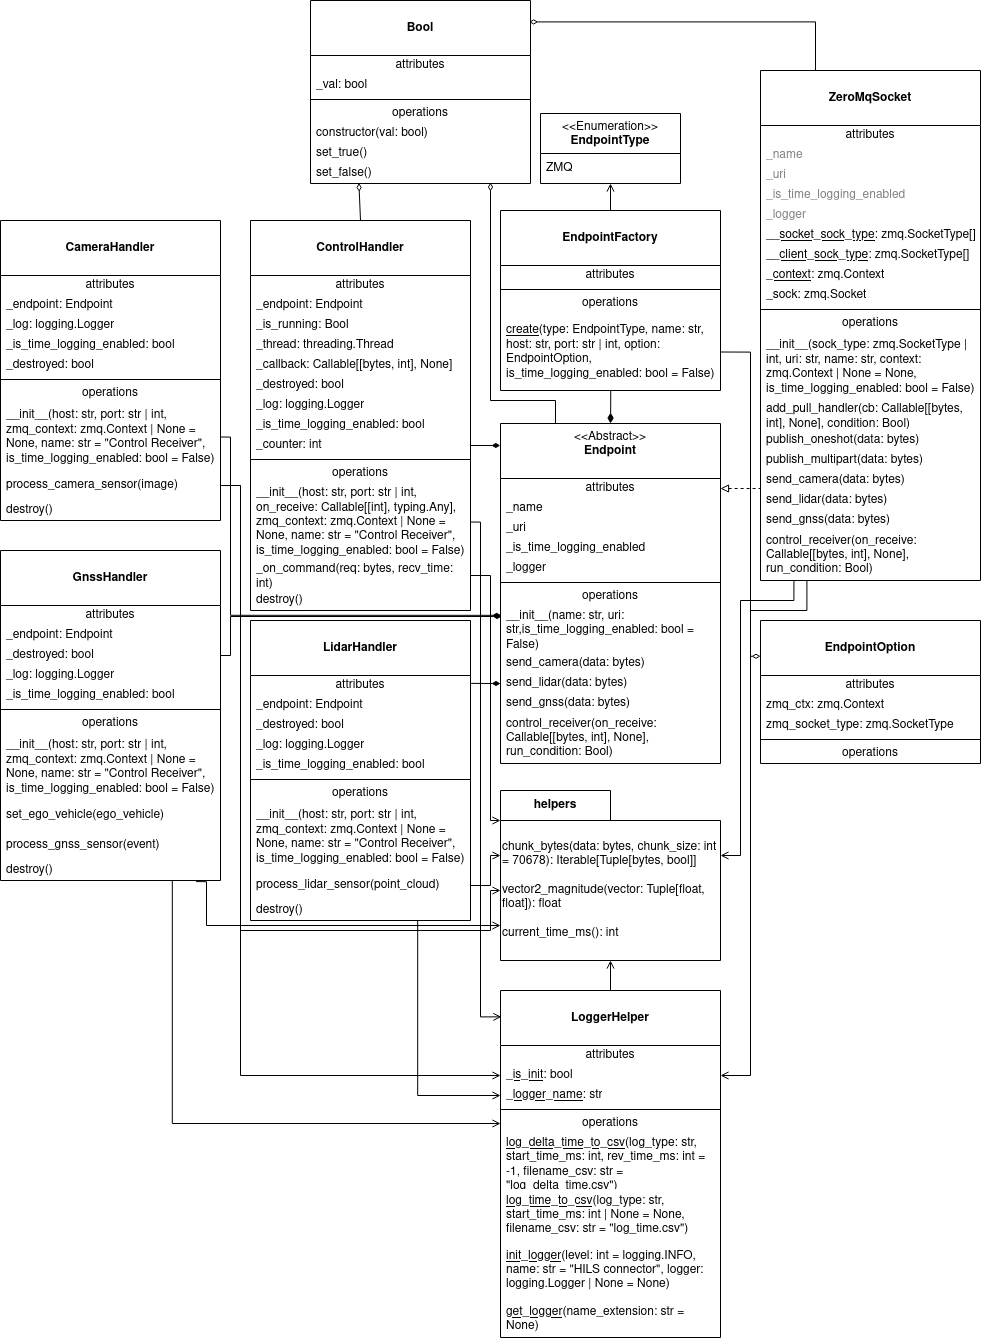 Bool
attributes
_val: bool
operations
constructor(val: bool)
set_true()
set_false()
<<Enumeration>>
EndpointType
ZMQ
ZeroMqSocket
attributes
_name
_uri
_is_time_logging_enabled
_logger
__socket_sock_type: zmq.SocketType[]
__client_sock_type: zmq.SocketType[]
_context: zmq.Context
_sock: zmq.Socket
operations
__init__(sock_type: zmq.SocketType |
int, uri: str, name: str, context:
zmq.Context | None = None,
is_time_logging_enabled: bool = False)
add_pull_handler(cb: Callable[[bytes,
int], None], condition: Bool)
publish_oneshot(data: bytes)
publish_multipart(data: bytes)
send_camera(data: bytes)
send_lidar(data: bytes)
send_gnss(data: bytes)
control_receiver(on_receive:
Callable[[bytes, int], None],
run_condition: Bool)
CameraHandler
attributes
_endpoint: Endpoint
_log: logging.Logger
_is_time_logging_enabled: bool
_destroyed: bool
operations
__init__(host: str, port: str | int,
zmq_context: zmq.Context | None =
None, name: str = "Control Receiver",
is_time_logging_enabled: bool = False)
process_camera_sensor(image)
destroy()
ControlHandler
attributes
_endpoint: Endpoint
_is_running: Bool
_thread: threading.Thread
_callback: Callable[[bytes, int], None]
_destroyed: bool
_log: logging.Logger
_is_time_logging_enabled: bool
_counter: int
operations
__init__(host: str, port: str | int,
on_receive: Callable[[int], typing.Any],
zmq_context: zmq.Context | None =
None, name: str = "Control Receiver",
is_time_logging_enabled: bool = False)
_on_command(req: bytes, recv_time:
int)
destroy()
EndpointFactory
attributes
operations
create(type: EndpointType, name: str,
host: str, port: str | int, option:
EndpointOption,
is_time_logging_enabled: bool = False)
<<Abstract>>
Endpoint
attributes
_name
_uri
_is_time_logging_enabled
_logger
operations
__init__(name: str, uri:
str,is_time_logging_enabled: bool =
False)
send_camera(data: bytes)
send_lidar(data: bytes)
send_gnss(data: bytes)
control_receiver(on_receive:
Callable[[bytes, int], None],
run_condition: Bool)
GnssHandler
attributes
_endpoint: Endpoint
_destroyed: bool
_log: logging.Logger
_is_time_logging_enabled: bool
operations
__init__(host: str, port: str | int,
zmq_context: zmq.Context | None =
None, name: str = "Control Receiver",
is_time_logging_enabled: bool = False)
set_ego_vehicle(ego_vehicle)
process_gnss_sensor(event)
destroy()
LidarHandler
attributes
_endpoint: Endpoint
_destroyed: bool
_log: logging.Logger
_is_time_logging_enabled: bool
operations
__init__(host: str, port: str | int,
zmq_context: zmq.Context | None =
None, name: str = "Control Receiver",
is_time_logging_enabled: bool = False)
process_lidar_sensor(point_cloud)
destroy()
EndpointOption
attributes
zmq_ctx: zmq.Context
zmq_socket_type: zmq.SocketType
operations
helpers
chunk_bytes(data: bytes, chunk_size: int
= 70678): Iterable[Tuple[bytes, bool]]
vector2_magnitude(vector: Tuple[float,
float]): float
current_time_ms(): int
LoggerHelper
attributes
_is_init: bool
_logger_name: str
operations
log_delta_time_to_csv(log_type: str,
start_time_ms: int, rev_time_ms: int =
-1, filename_csv: str =
"log_delta_time.csv")
log_time_to_csv(log_type: str,
start_time_ms: int | None = None,
filename_csv: str = "log_time.csv")
init_logger(level: int = logging.INFO,
name: str = "HILS connector", logger:
logging.Logger | None = None)
get_logger(name_extension: str =
None)